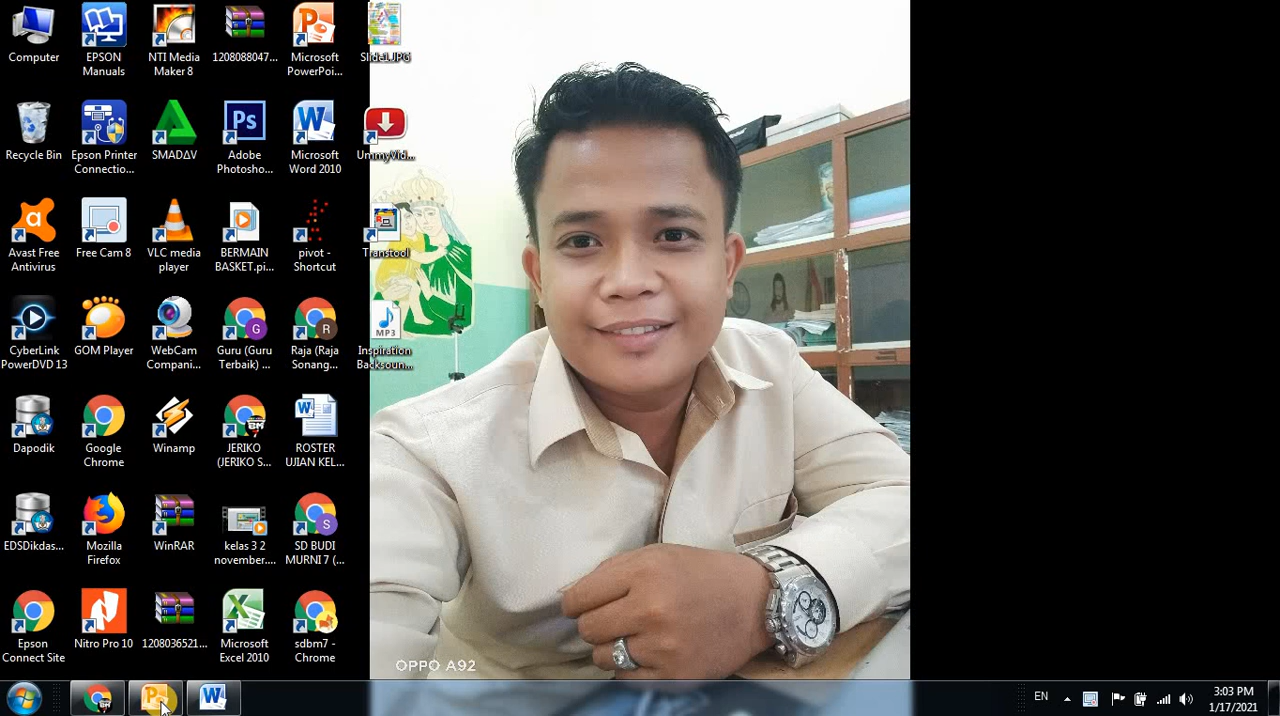 Computer
EPSON
Manuals
NTI Media
Maker 8
1208088047...
Microsoft
PowerPoi...
Slide1.JPG
Recycle Bin
Epson Printer
Connectio...
SMADΔV
Ps
Adobe
Photosho...
Microsoft
Word 2010
UmmyVid...
Avast Free
Antivirus
Free Cam 8
VLC media
player
BERMAIN
BASKET.pi...
pivot -
Shortcut
Transtool
CyberLink
PowerDVD 13
GOM Player
WebCam
Compani...
G
Guru (Guru
Terbaik) ...
R
Raja (Raja
Sonang...
MP3
Inspiration
Backsoun...
Dapodik
Google
Chrome
Winamp
JERIKO
(JERIKO S...
ROSTER
UJIAN KEL...
EDSDikdas...
Mozilla
Firefox
WinRAR
kelas 3 2
november....
S
SD BUDI
MURNI 7 (...
Epson
Connect Site
Nitro Pro 10
1208036521...
Microsoft
Excel 2010
sdbm7 -
Chrome
OPPO A92
EN
3:03 PM
1/17/2021